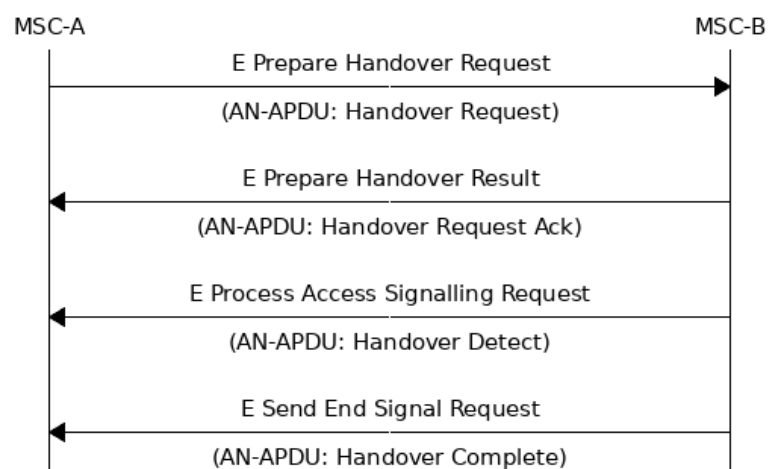 MSC-A MSC-B
E Prepare Handover Request
(AN-APDU: Handover Request)
E Prepare Handover Result
(AN-APDU: Handover Request Ack)
E Process Access Signalling Request
(AN-APDU: Handover Detect)
E Send End Signal Request
(AN-APDU: Handover Complete)